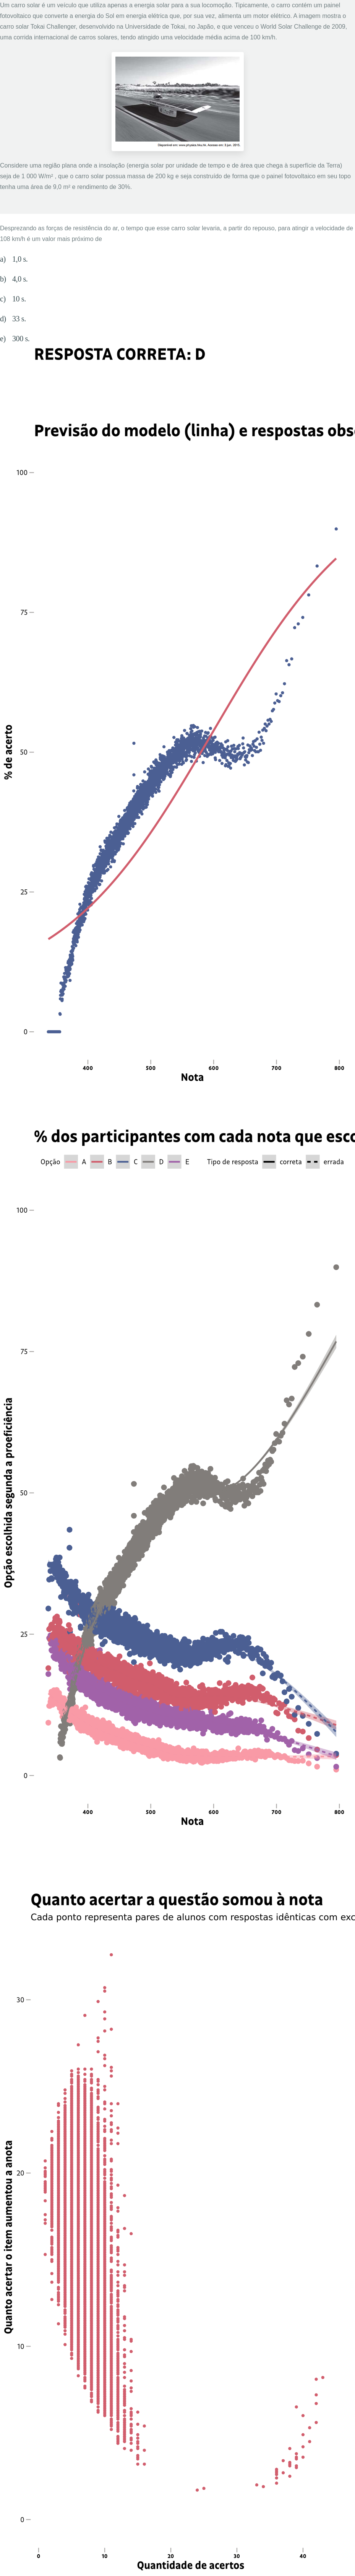 Um carro solar é um veículo que utiliza apenas a energia solar para a sua locomoção. Tipicamente, o carro contém um painel
fotovoltaico que converte a energia do Sol em energia elétrica que, por sua vez, alimenta um motor elétrico. A imagem mostra o
carro solar Tokai Challenger, desenvolvido na Universidade de Tokai, no Japão, e que venceu o World Solar Challenge de 2009,
uma corrida internacional de carros solares, tendo atingido uma velocidade média acima de 100 km/h.
Disponível em: www.physics.hku.hk. Acesso em: 3 jun. 2015.
Considere uma região plana onde a insolação (energia solar por unidade de tempo e de área que chega à superfície da Terra)
seja de 1 000 W/m² , que o carro solar possua massa de 200 kg e seja construído de forma que o painel fotovoltaico em seu topo
tenha uma área de 9,0 m² e rendimento de 30%.
Desprezando as forças de resistência do ar, o tempo que esse carro solar levaria, a partir do repouso, para atingir a velocidade de
108 km/h é um valor mais próximo de
a) 1,0 s.
b) 4,0 s.
c) 10 s.
d) 33 s.
e) 300 s.
RESPOSTA CORRETA: D
Previsão do modelo (linha) e respostas obs
100
75
50
25
0
% de acerto
400 500 600 700 800
Nota
% dos participantes com cada nota que esco
Opção A B C D E Tipo de resposta correta errada
100
75
50
25
0
Opção escolhida segunda a proeficiência
400 500 600 700 800
Nota
Quanto acertar a questão somou à nota
Cada ponto representa pares de alunos com respostas idênticas com exc
30
20
10
0
Quanto acertar o item aumentou a anota
0 10 20 30 40
Quantidade de acertos